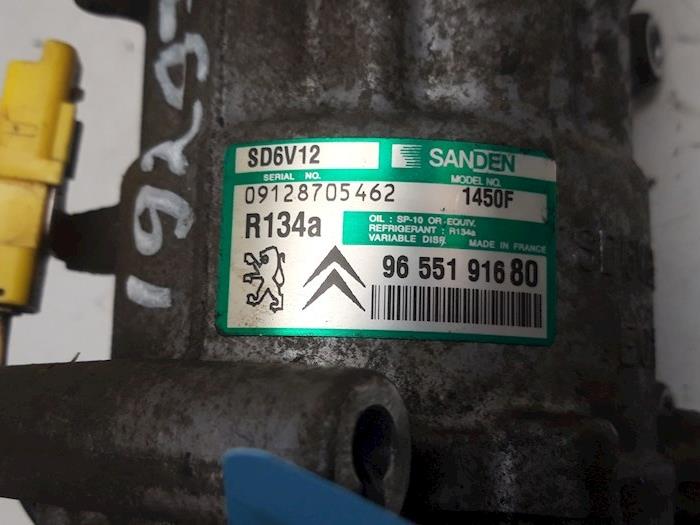 SD6V12
SANDEN
SERIAL NO.
MODEL NO.
09128705462
1450F
R134a
OIL : SP-10 OR EQUIV.
REFRIGERANT : R134a
VARIABLE DISP. MADE IN FRANCE
96 551 916 80